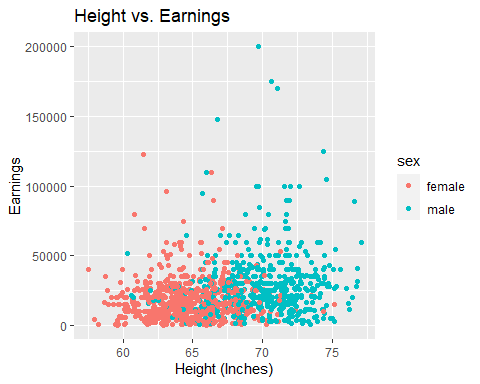 Height vs. Earnings
200000
150000
100000
50000
0
Earnings
60
65
70
75
Height (Inches)
sex
female
male